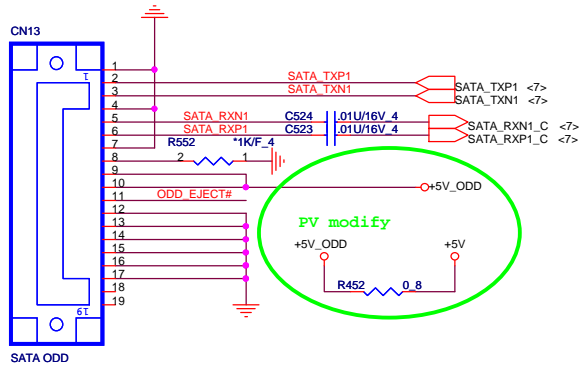 CN13
1
1
2 SATA_TXP1 SATA_TXP1 <7>
3 SATA_TXN1 SATA_TXN1 <7>
4
5 SATA_RXN1 C524 .01U/16V_4 SATA_RXN1_C <7>
6 SATA_RXP1 C523 .01U/16V_4 SATA_RXP1_C <7>
7 R552 *1K/F_4
8 2 1
9
10 +5V_ODD
11 ODD_EJECT#
12
13 PV modify
14
15 +5V_ODD +5V
16
17
18 R452 0_8
19
19
SATA ODD